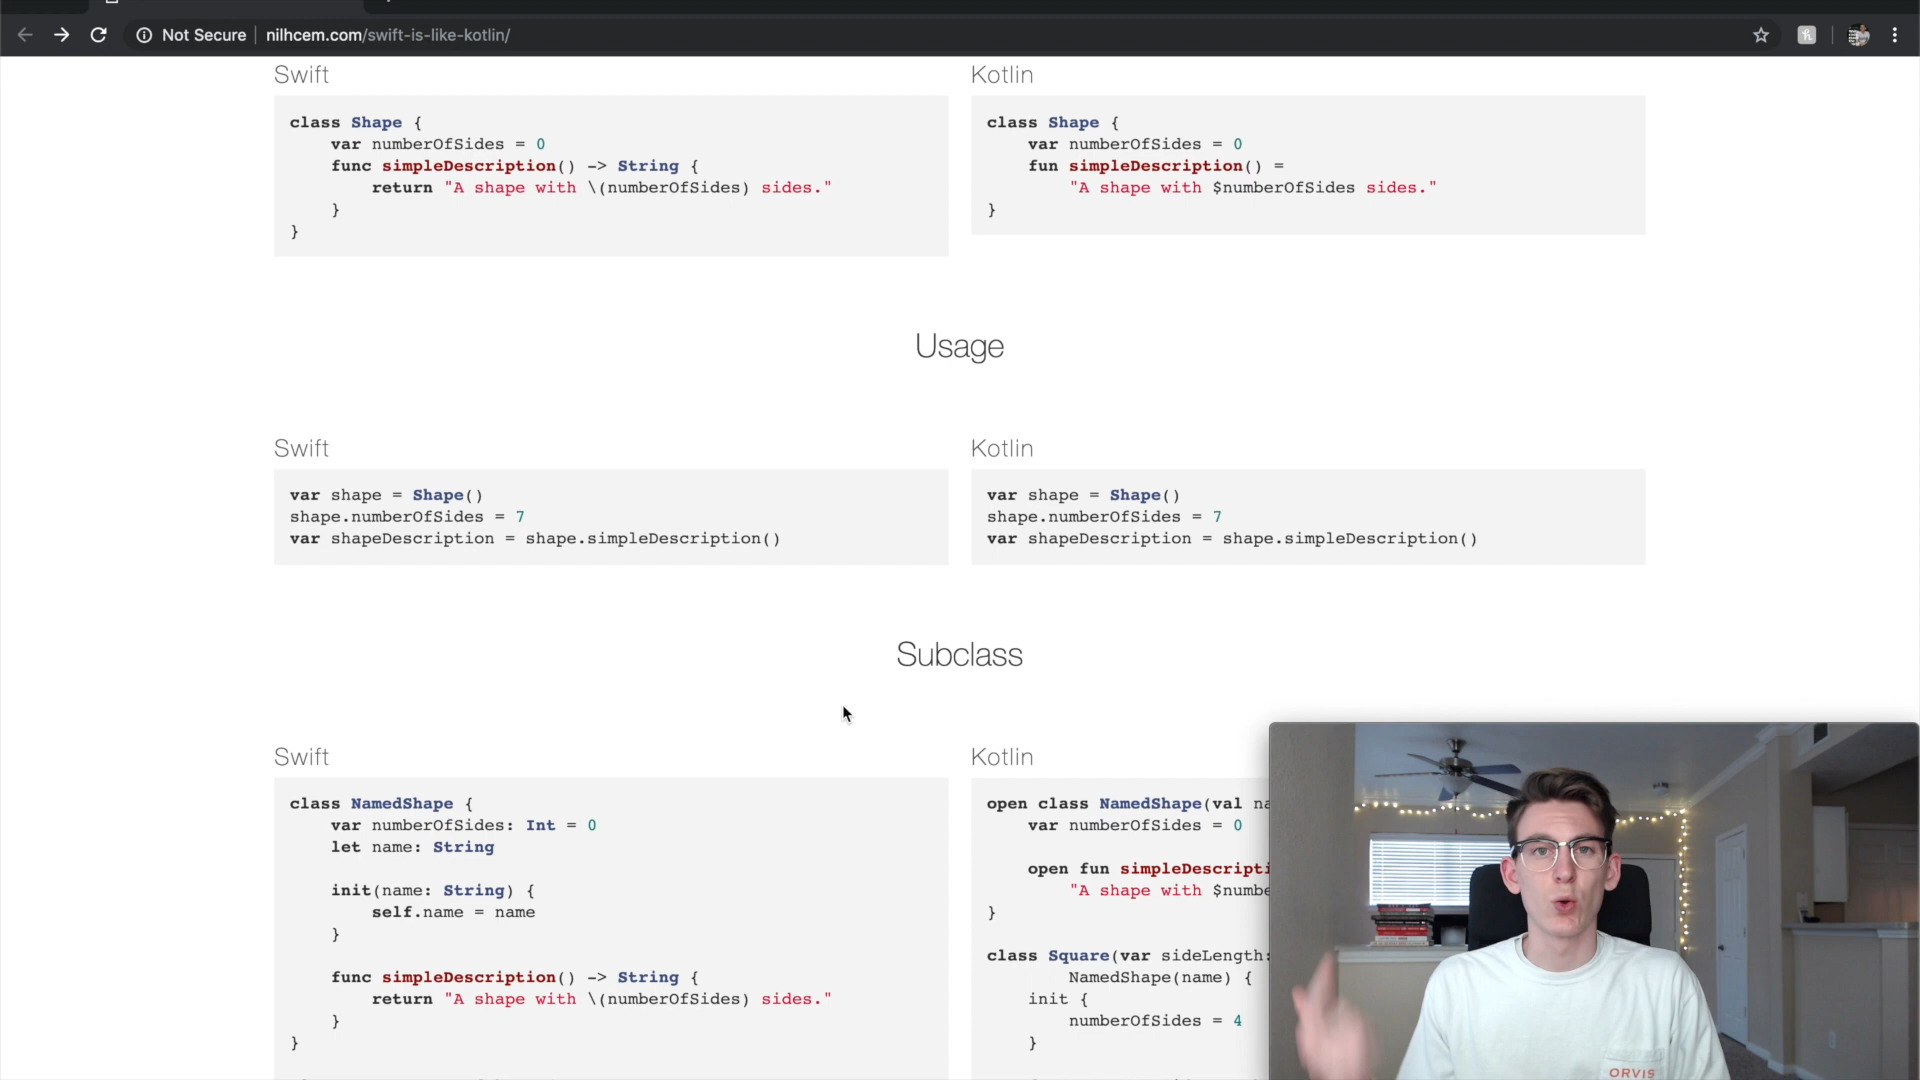 Not Secure nilhcem.com/swift-is-like-kotlin/
Swift
class Shape {
var numberOfSides = 0
func simpleDescription() -> String {
return "A shape with \(numberOfSides) sides."
}
}
Kotlin
class Shape {
var numberOfSides = 0
fun simpleDescription() =
"A shape with $numberOfSides sides."
}
Usage
Swift
var shape = Shape()
shape.numberOfSides = 7
var shapeDescription = shape.simpleDescription()
Kotlin
var shape = Shape()
shape.numberOfSides = 7
var shapeDescription = shape.simpleDescription()
Subclass
Swift
class NamedShape {
var numberOfSides: Int = 0
let name: String
init(name: String) {
self.name = name
}
func simpleDescription() -> String {
return "A shape with \(numberOfSides) sides."
}
}
Kotlin
open class NamedShape(val na
var numberOfSides = 0
open fun simpleDescripti
"A shape with $numbe
}
class Square(var sideLength:
NamedShape(name) {
init {
numberOfSides = 4
}
ORVIS